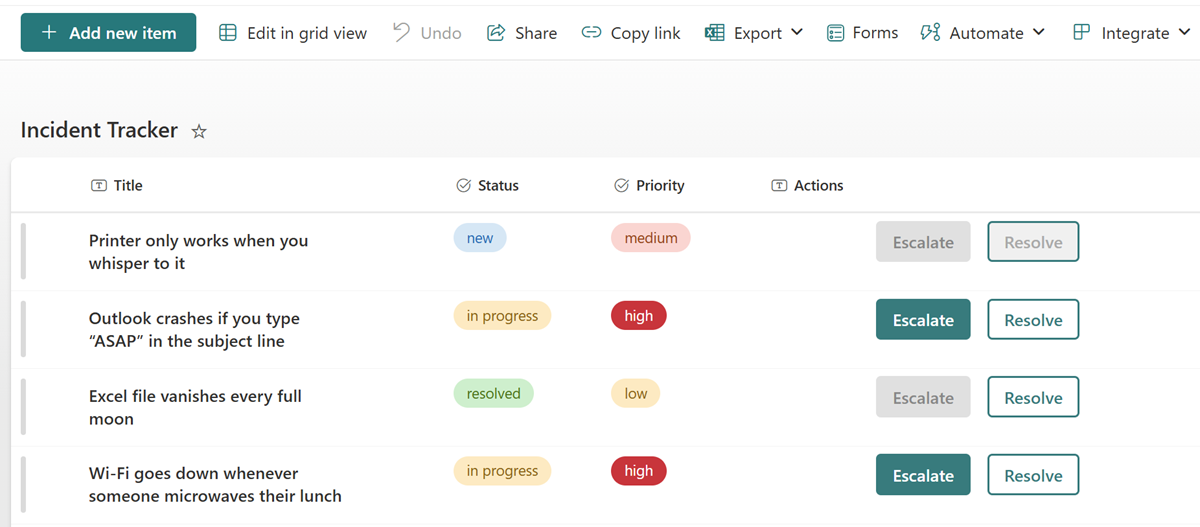 Add new item Edit in grid view Undo Share Copy link Export Forms Automate Integrate
Incident Tracker
Title Status Priority Actions
Printer only works when you new medium Escalate Resolve
whisper to it
Outlook crashes if you type in progress high Escalate Resolve
“ASAP” in the subject line
Excel file vanishes every full resolved low Escalate Resolve
moon
Wi-Fi goes down whenever in progress high Escalate Resolve
someone microwaves their lunch